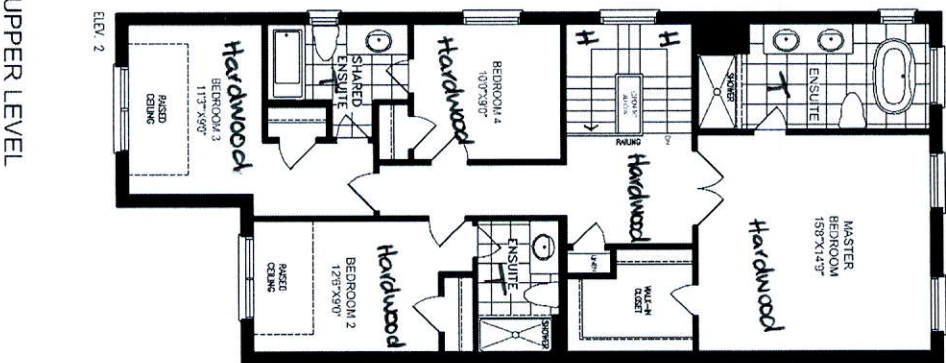 UPPER LEVEL
ELEV. 2
Hardwood
BEDROOM 3
11'3"X9'0"
RAISED
CEILING
SHARED
ENSUITE
T
Hardwood
BEDROOM 4
10'0"X9'0"
H
H
DN
RAILING
Hardwood
SHOWER
ENSUITE
T
MASTER
BEDROOM
15'8"X14'9"
Hardwood
WALK-IN
CLOSET
LINEN
ENSUITE
T
SHOWER
BEDROOM 2
12'6"X9'0"
Hardwood
RAISED
CEILING